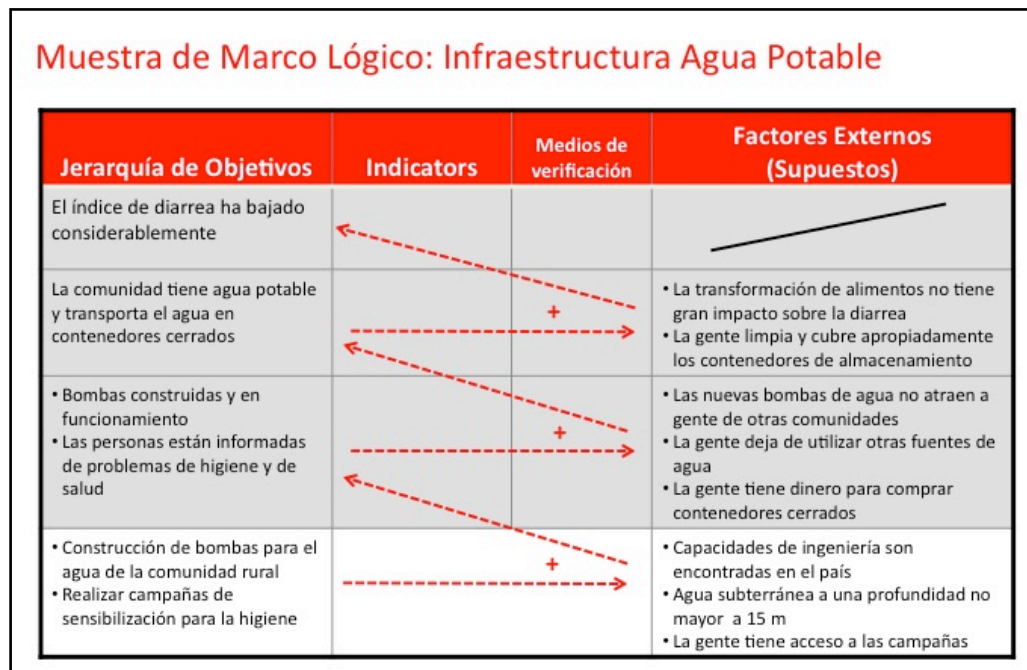 Muestra de Marco Lógico: Infraestructura Agua Potable
Jerarquía de Objetivos
Indicators
Medios de
verificación
Factores Externos
(Supuestos)
El índice de diarrea ha bajado
considerablemente
La comunidad tiene agua potable
y transporta el agua en
contenedores cerrados
+
• La transformación de alimentos no tiene
gran impacto sobre la diarrea
• La gente limpia y cubre apropiadamente
los contenedores de almacenamiento
• Bombas construidas y en
funcionamiento
• Las personas están informadas
de problemas de higiene y de
salud
+
• Las nuevas bombas de agua no atraen a
gente de otras comunidades
• La gente deja de utilizar otras fuentes de
agua
• La gente tiene dinero para comprar
contenedores cerrados
• Construcción de bombas para el
agua de la comunidad rural
• Realizar campañas de
sensibilización para la higiene
+
• Capacidades de ingeniería son
encontradas en el país
• Agua subterránea a una profundidad no
mayor a 15 m
• La gente tiene acceso a las campañas